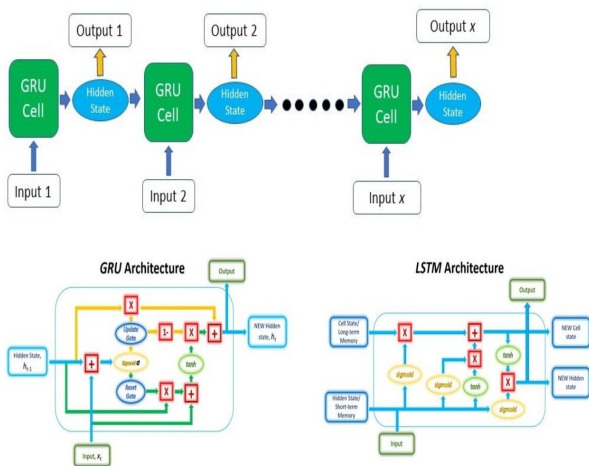 Output 1
Output 2
Output x
GRU
Cell
Hidden
State
GRU
Cell
Hidden
State
GRU
Cell
Hidden
State
Input 1
Input 2
Input x
GRU Architecture
Output
X
Update
Gate
1-
X
+
NEW Hidden
state, hₜ
Hidden State,
hₜ₋₁
+
Sigmoid σ
tanh
Reset
Gate
X
+
Input, xₜ
LSTM Architecture
Output
Cell State/
Long-term
Memory
X
+
NEW Cell
state
tanh
X
sigmoid
sigmoid
tanh
X
Hidden State/
Short-term
Memory
sigmoid
NEW Hidden
state
Input